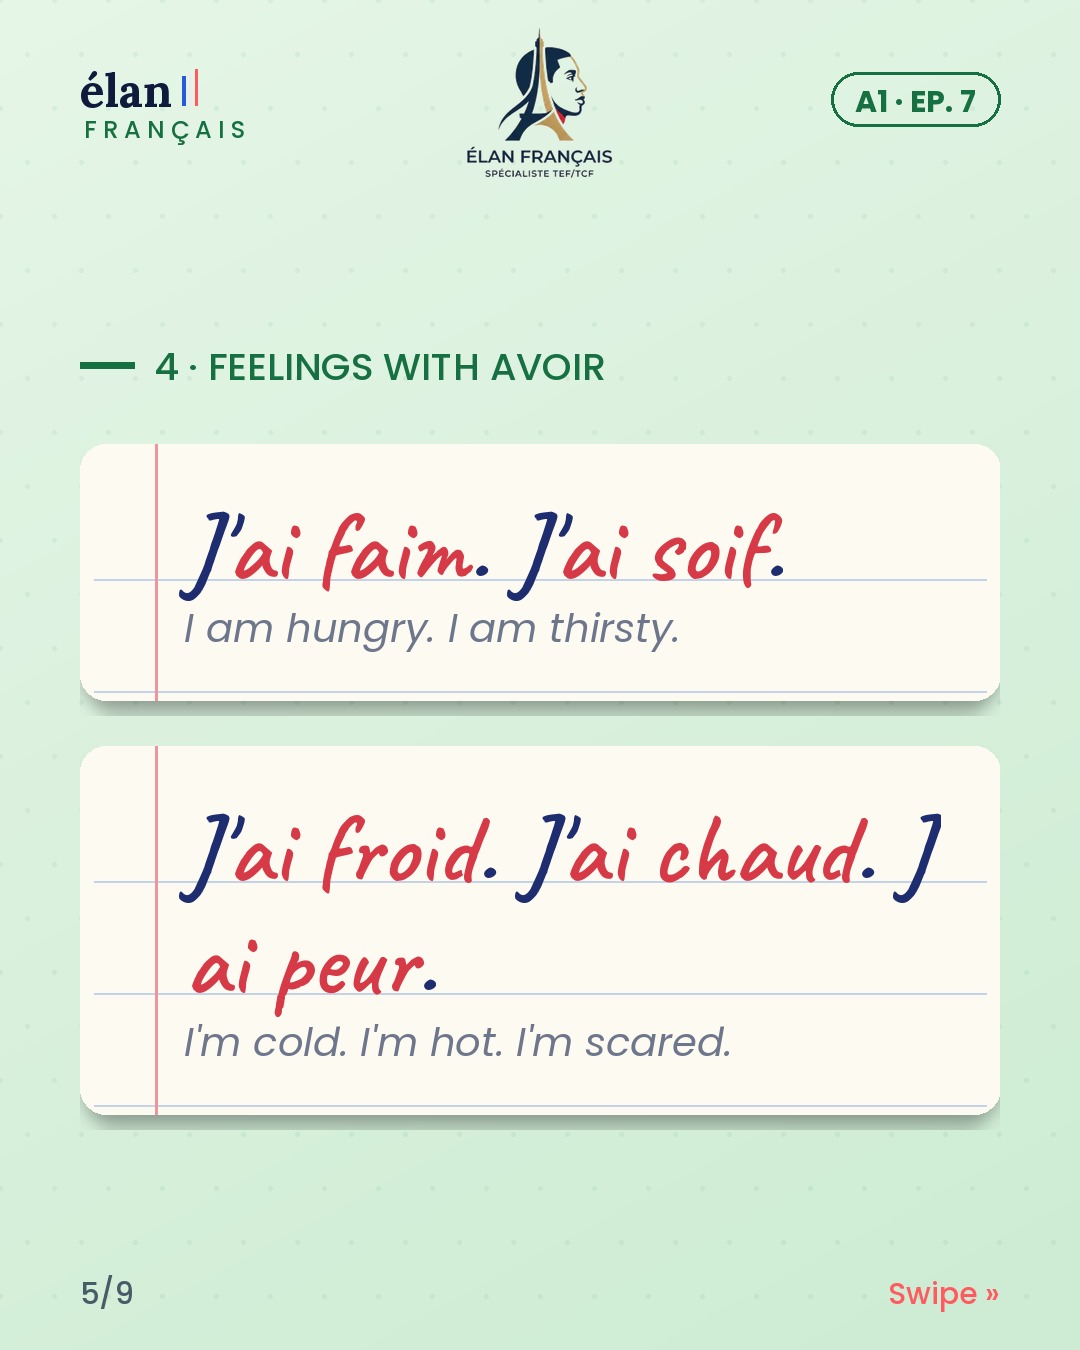 élan
FRANÇAIS
ÉLAN FRANÇAIS
SPÉCIALISTE TEF/TCF
A1 · EP. 7
4 · FEELINGS WITH AVOIR
J'ai faim. J'ai soif.
I am hungry. I am thirsty.
J'ai froid. J'ai chaud. J
ai peur.
I'm cold. I'm hot. I'm scared.
5/9
Swipe »